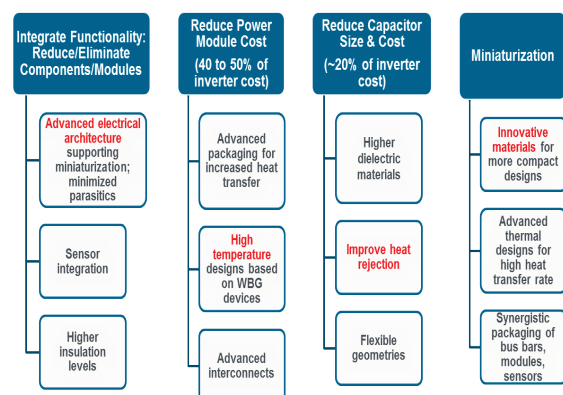 Integrate Functionality:
Reduce/Eliminate
Components/Modules
Advanced electrical
architecture
supporting
miniaturization;
minimized
parasitics
Sensor
integration
Higher
insulation
levels
Reduce Power
Module Cost
(40 to 50% of
inverter cost)
Advanced
packaging for
increased heat
transfer
High
temperature
designs based
on WBG
devices
Advanced
interconnects
Reduce Capacitor
Size & Cost
(~20% of inverter
cost)
Higher
dielectric
materials
Improve heat
rejection
Flexible
geometries
Miniaturization
Innovative
materials for
more compact
designs
Advanced
thermal
designs for
high heat
transfer rate
Synergistic
packaging of
bus bars,
modules,
sensors